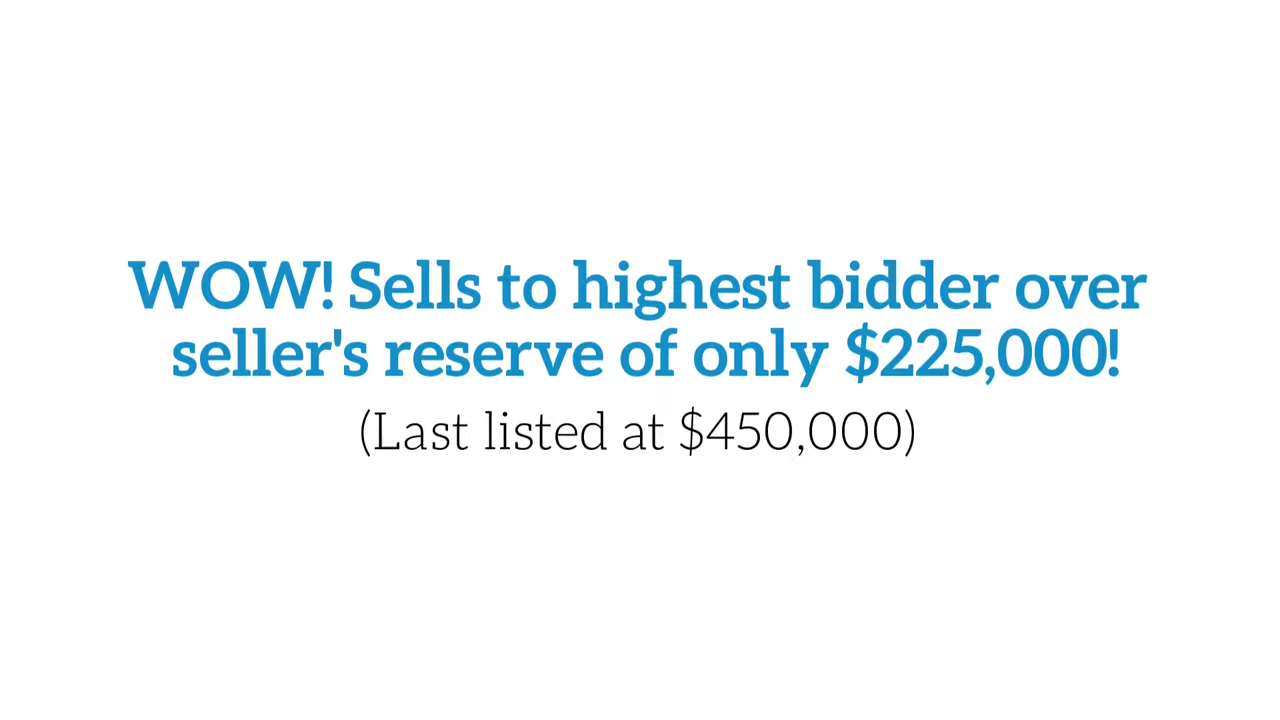 WOW! Sells to highest bidder over
seller's reserve of only $225,000!
(Last listed at $450,000)